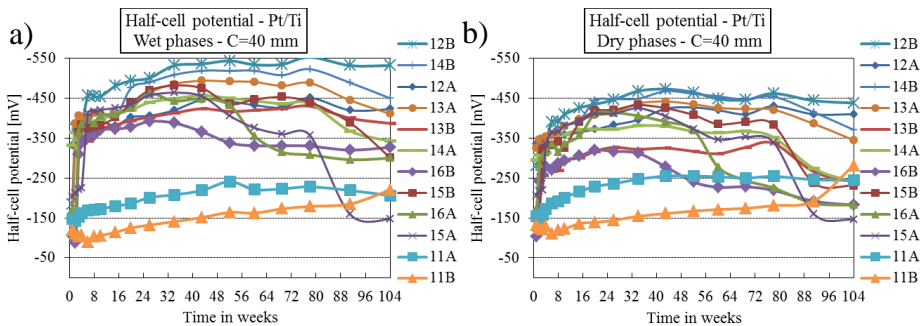 a)
Half-cell potential - Pt/Ti
Wet phases - C=40 mm
Half-cell potential [mV]
-550
-450
-350
-250
-150
-50
0 8 16 24 32 40 48 56 64 72 80 88 96 104
Time in weeks
12B
14B
12A
13A
13B
14A
16B
15B
16A
15A
11A
11B
b)
Half-cell potential - Pt/Ti
Dry phases - C=40 mm
Half-cell potential [mV]
-550
-450
-350
-250
-150
-50
0 8 16 24 32 40 48 56 64 72 80 88 96 104
Time in weeks
12B
12A
14B
13A
13B
14A
16B
15B
16A
15A
11A
11B